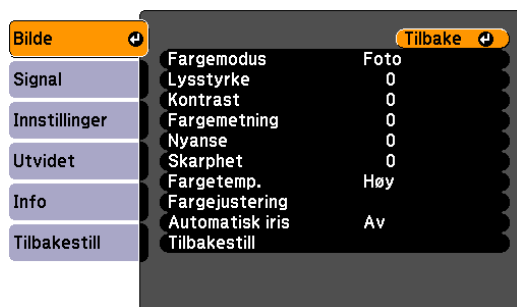 Bilde
Signal
Innstillinger
Utvidet
Info
Tilbakestill
Tilbake
Fargemodus Foto
Lysstyrke 0
Kontrast 0
Fargemetning 0
Nyanse 0
Skarphet 0
Fargetemp. Høy
Fargejustering
Automatisk iris Av
Tilbakestill